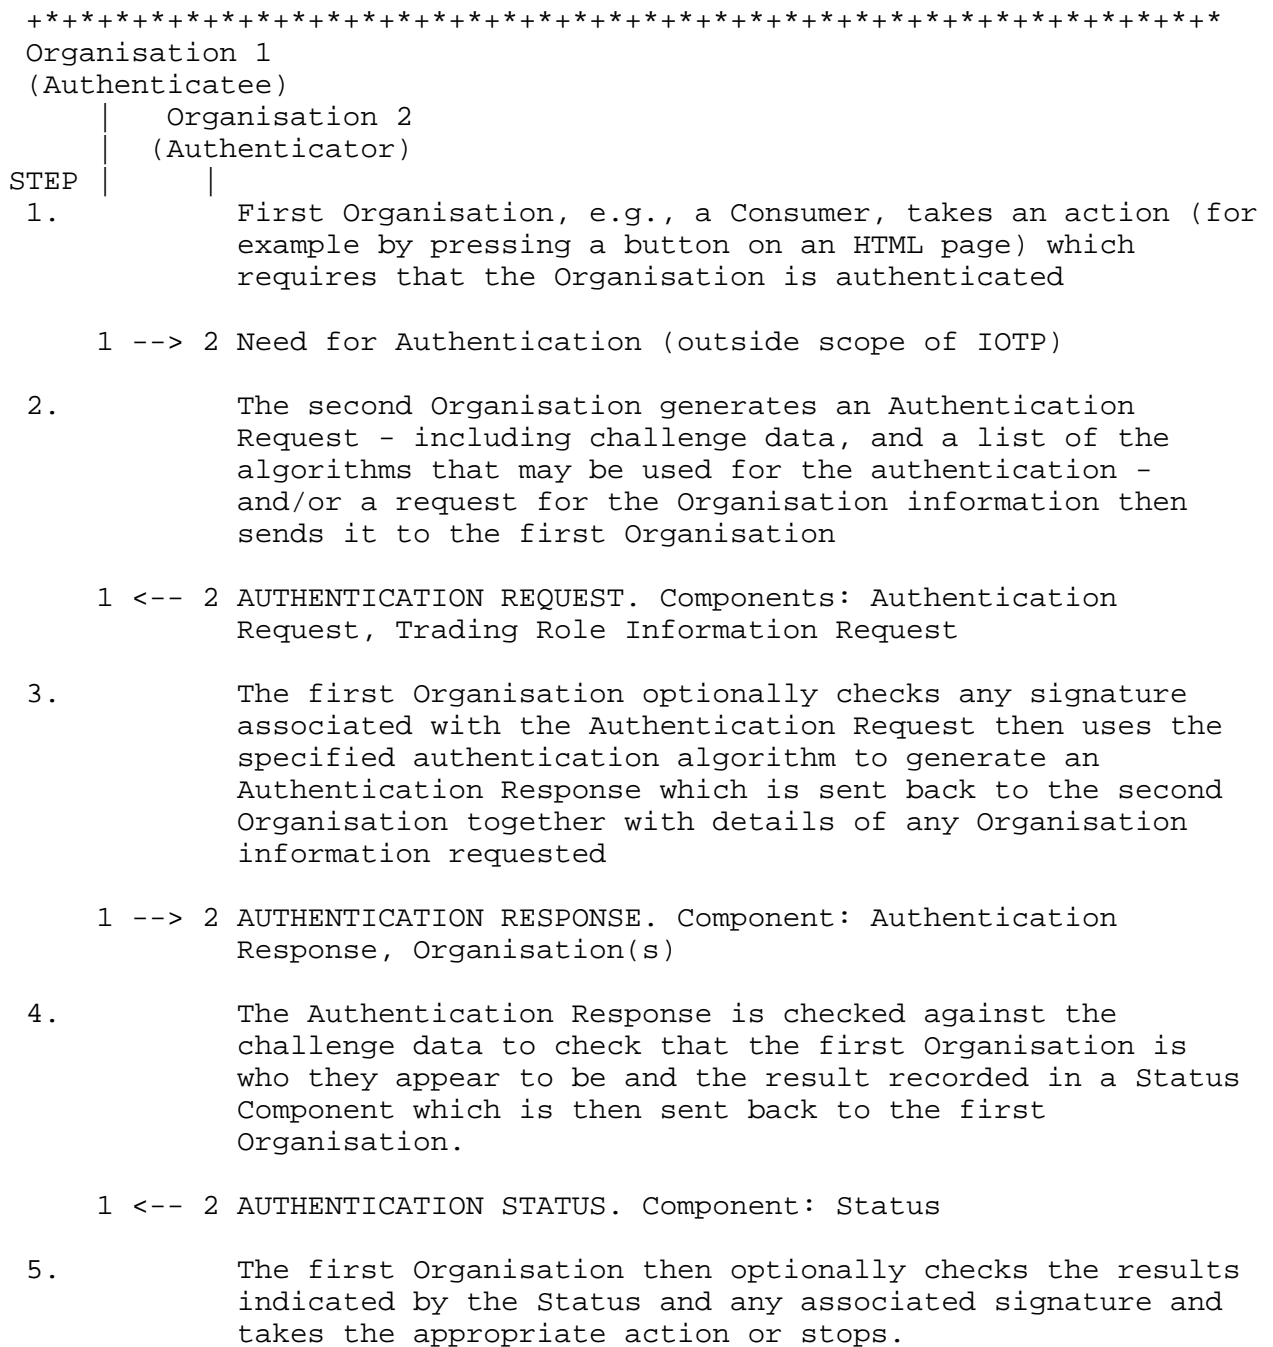 +*+*+*+*+*+*+*+*+*+*+*+*+*+*+*+*+*+*+*+*+*+*+*+*+*+*+*+*+*+*+*+*+*+*
Organisation 1
(Authenticatee)
| Organisation 2
| (Authenticator)
STEP | |
1. First Organisation, e.g., a Consumer, takes an action (for
example by pressing a button on an HTML page) which
requires that the Organisation is authenticated
1 --> 2 Need for Authentication (outside scope of IOTP)
2. The second Organisation generates an Authentication
Request - including challenge data, and a list of the
algorithms that may be used for the authentication -
and/or a request for the Organisation information then
sends it to the first Organisation
1 <-- 2 AUTHENTICATION REQUEST. Components: Authentication
Request, Trading Role Information Request
3. The first Organisation optionally checks any signature
associated with the Authentication Request then uses the
specified authentication algorithm to generate an
Authentication Response which is sent back to the second
Organisation together with details of any Organisation
information requested
1 --> 2 AUTHENTICATION RESPONSE. Component: Authentication
Response, Organisation(s)
4. The Authentication Response is checked against the
challenge data to check that the first Organisation is
who they appear to be and the result recorded in a Status
Component which is then sent back to the first
Organisation.
1 <-- 2 AUTHENTICATION STATUS. Component: Status
5. The first Organisation then optionally checks the results
indicated by the Status and any associated signature and
takes the appropriate action or stops.